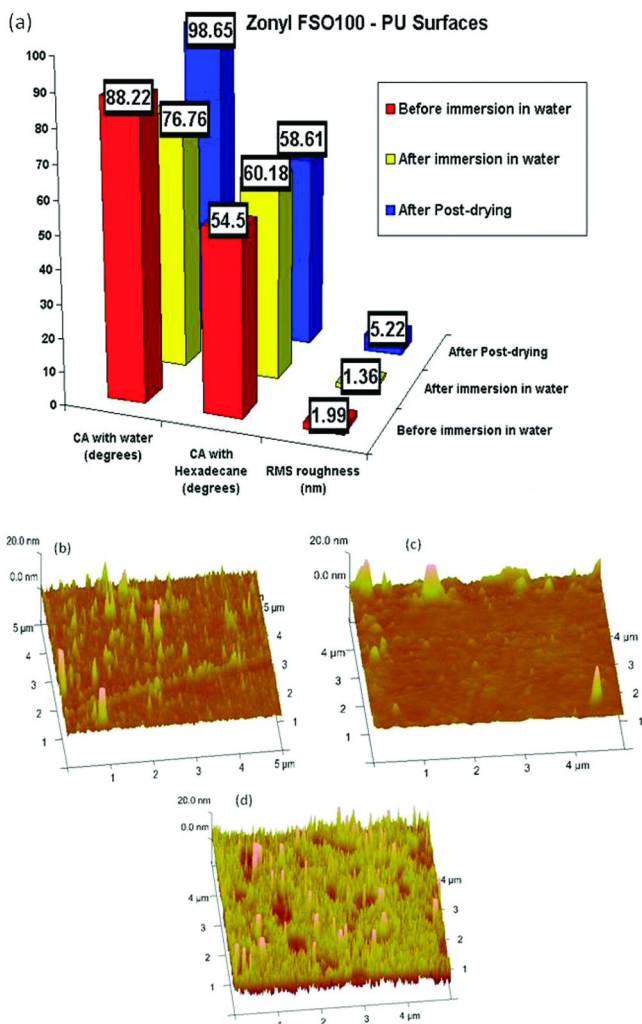 (a)
Zonyl FSO100 - PU Surfaces
100
90
80
70
60
50
40
30
20
10
0
88.22
76.76
98.65
54.5
60.18
58.61
1.99
1.36
5.22
Before immersion in water
After immersion in water
After Post-drying
After Post-drying
After immersion in water
Before immersion in water
CA with water
(degrees)
CA with
Hexadecane
(degrees)
RMS roughness
(nm)
(b)
20.0 nm
0.0 nm
5 µm
4
3
2
1
5 µm
4
3
2
1
1
2
3
4
5 µm
(c)
20.0 nm
0.0 nm
4 µm
3
2
1
4 µm
3
2
1
1
2
3
4 µm
(d)
20.0 nm
0.0 nm
4 µm
3
2
1
4 µm
3
2
1
1
2
3
4 µm